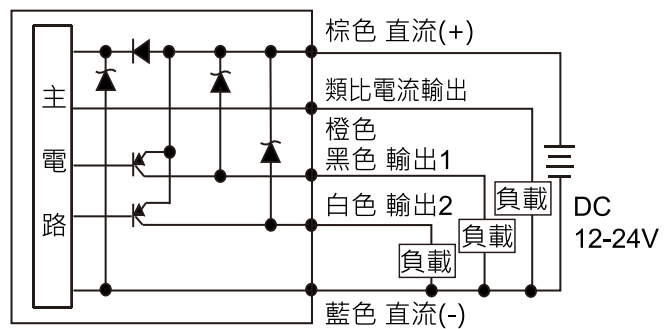 主
電
路
棕色 直流(+)
類比電流輸出
橙色
黑色 輸出1
白色 輸出2
負載
負載
負載
DC
12-24V
藍色 直流(-)